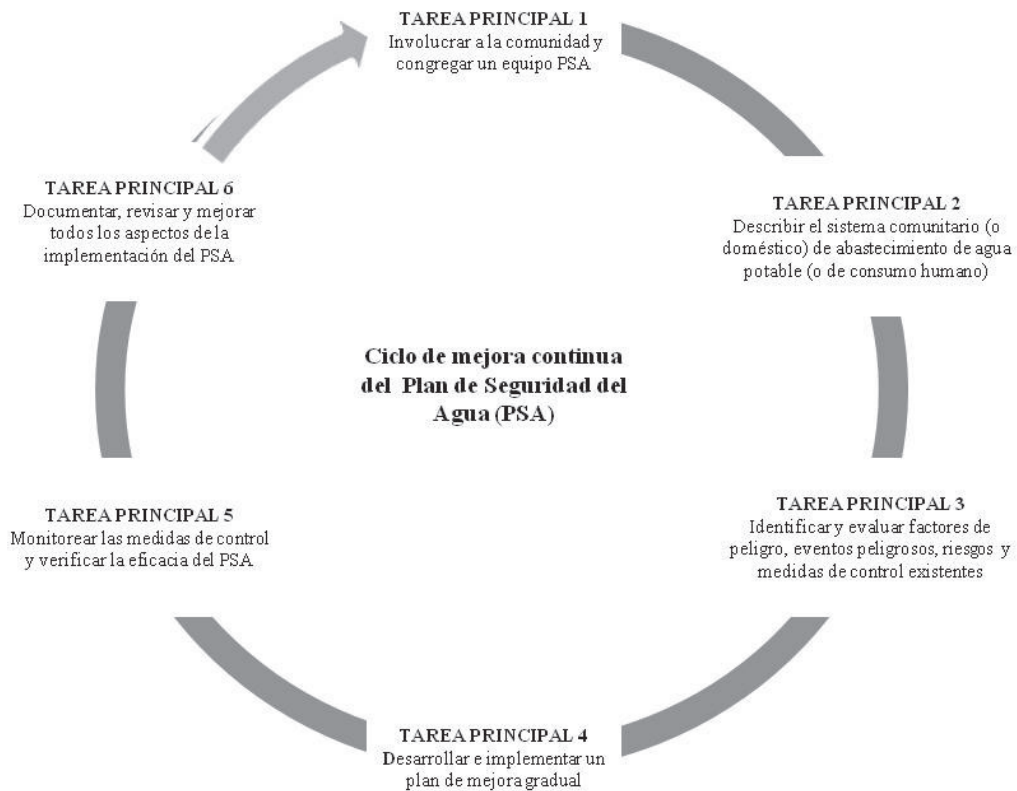 TAREA PRINCIPAL 1
Involucrar a la comunidad y
congregar un equipo PSA
TAREA PRINCIPAL 2
Describir el sistema comunitario (o
doméstico) de abastecimiento de agua
potable (o de consumo humano)
TAREA PRINCIPAL 3
Identificar y evaluar factores de
peligro, eventos peligrosos, riesgos y
medidas de control existentes
TAREA PRINCIPAL 4
Desarrollar e implementar un
plan de mejora gradual
TAREA PRINCIPAL 5
Monitorear las medidas de control
y verificar la eficacia del PSA
TAREA PRINCIPAL 6
Documentar, revisar y mejorar
todos los aspectos de la
implementación del PSA
Ciclo de mejora continua
del Plan de Seguridad del
Agua (PSA)